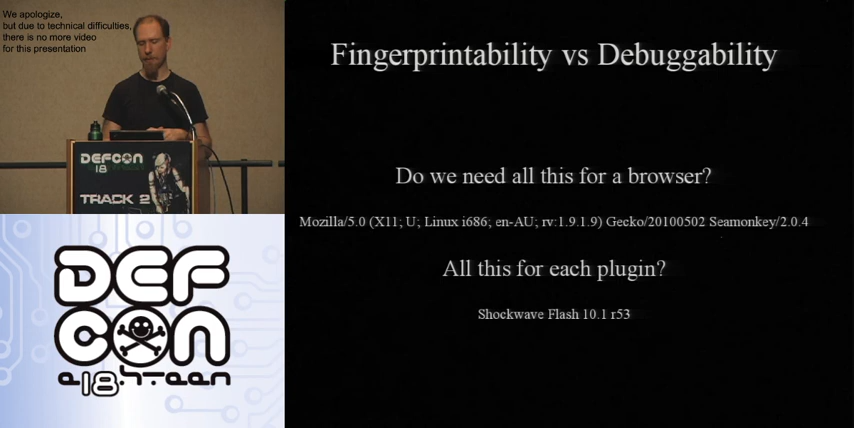 We apologize,
but due to technical difficulties,
there is no more video
for this presentation
DEFCON
18
TRACK 2
DEF
CON
e18h+een
Fingerprintability vs Debuggability
Do we need all this for a browser?
Mozilla/5.0 (X11; U; Linux i686; en-AU; rv:1.9.1.9) Gecko/20100502 Seamonkey/2.0.4
All this for each plugin?
Shockwave Flash 10.1 r53